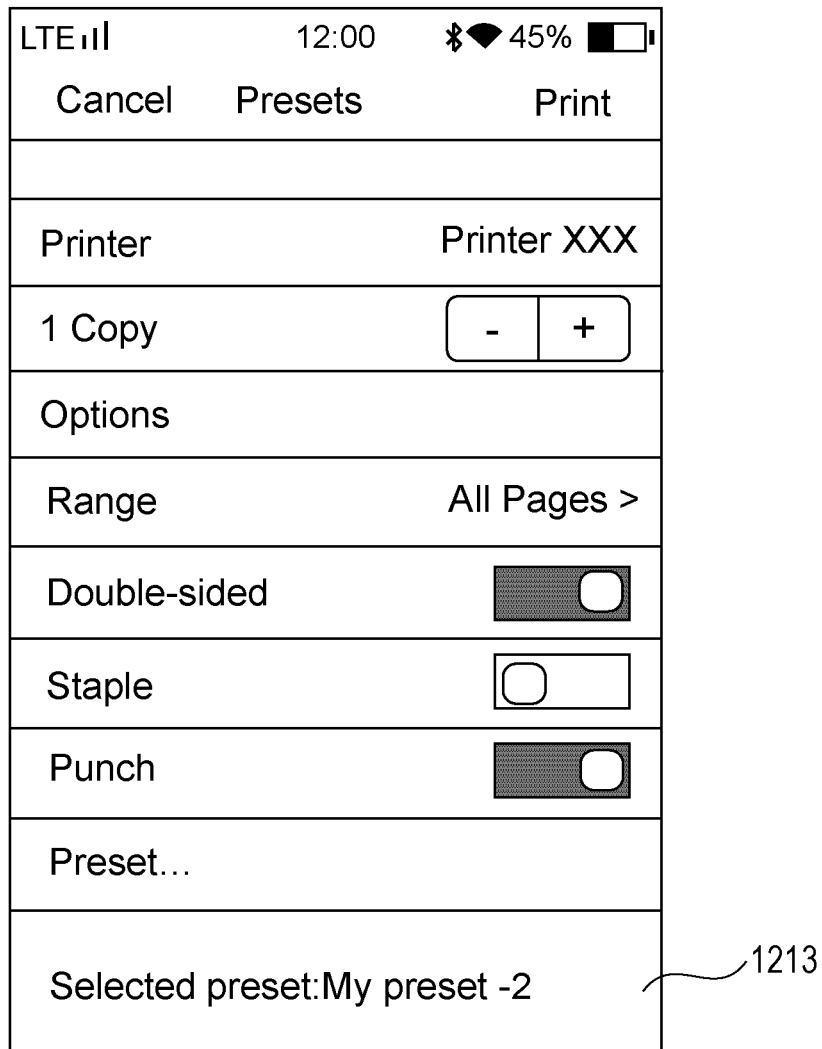 LTE 12:00 45%
Cancel Presets Print
Printer Printer XXX
1 Copy - +
Options
Range All Pages >
Double-sided
Staple
Punch
Preset...
Selected preset:My preset -2 1213